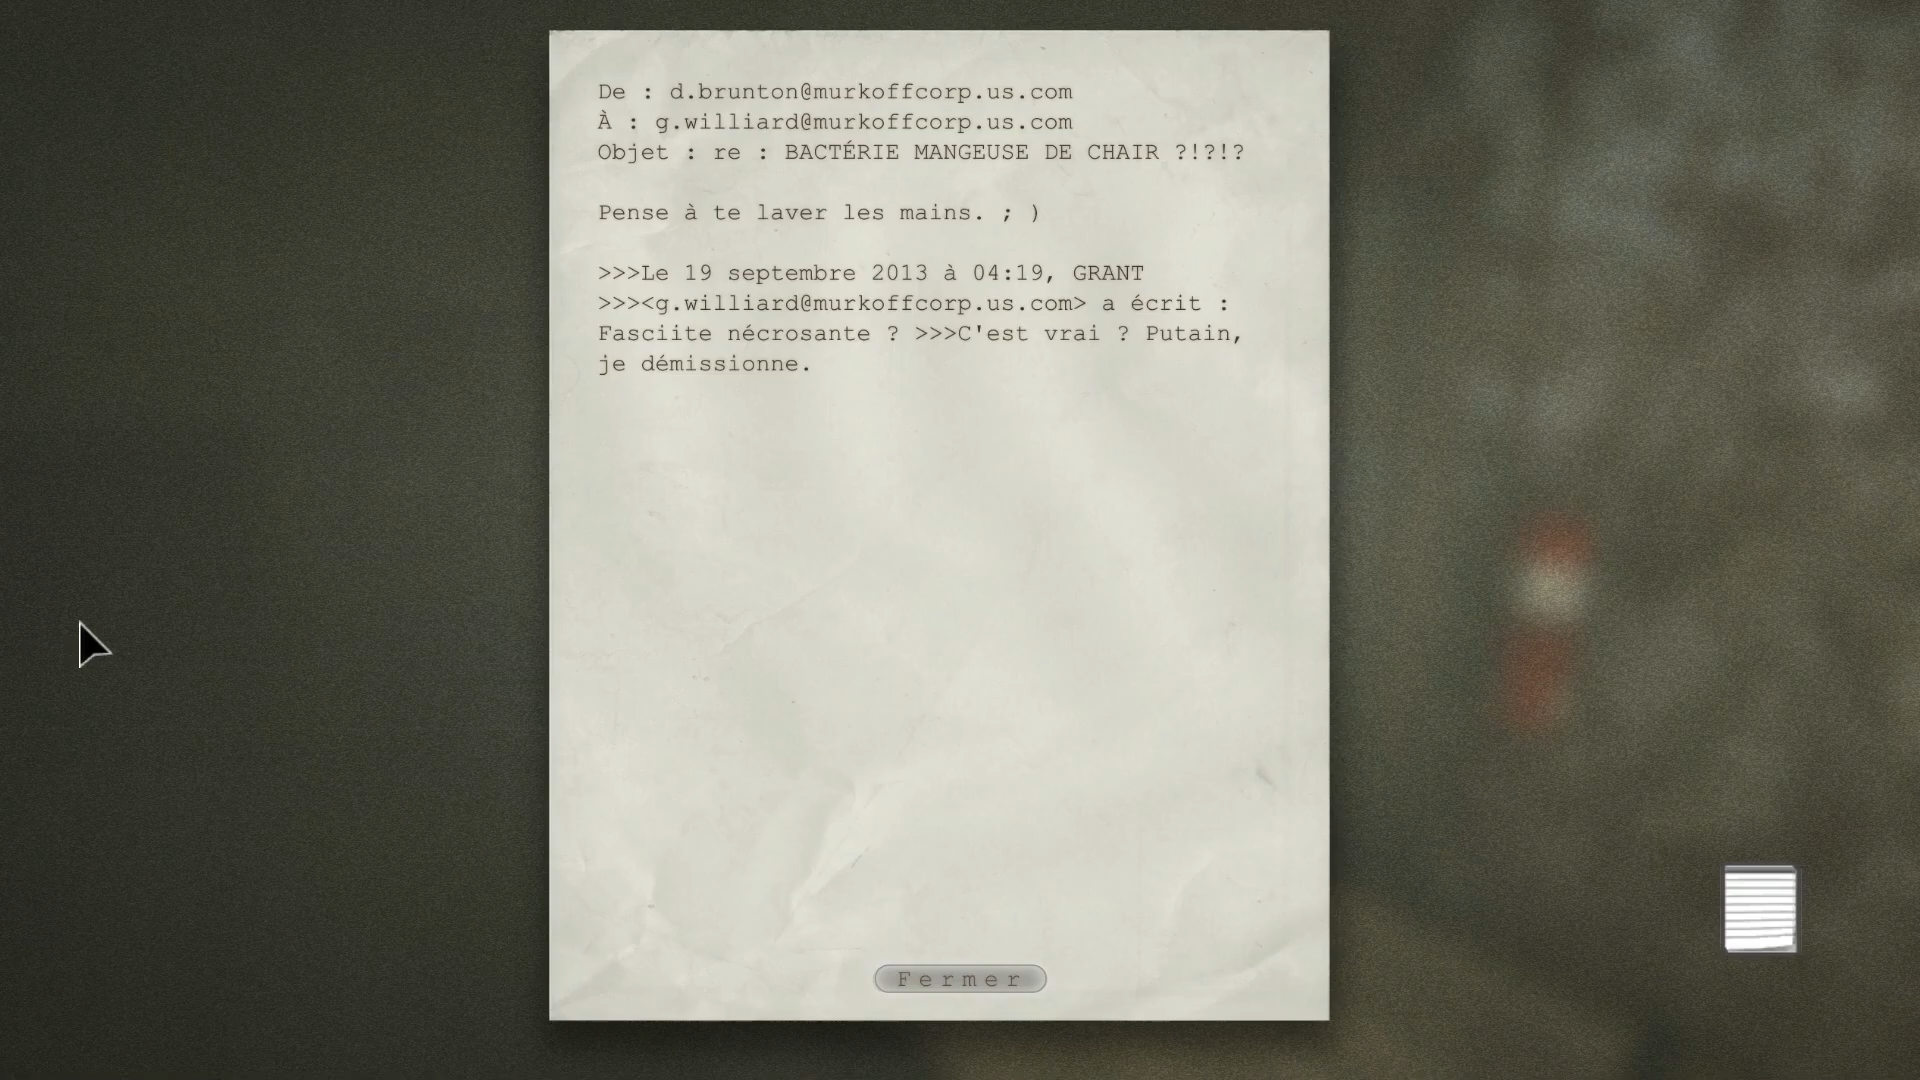 De : d.brunton@murkoffcorp.us.com
À : g.williard@murkoffcorp.us.com
Objet : re : BACTÉRIE MANGEUSE DE CHAIR ?!?!?
Pense à te laver les mains. ; )
>>>Le 19 septembre 2013 à 04:19, GRANT
>>><g.williard@murkoffcorp.us.com> a écrit :
Fasciite nécrosante ? >>>C'est vrai ? Putain,
je démissionne.
Fermer